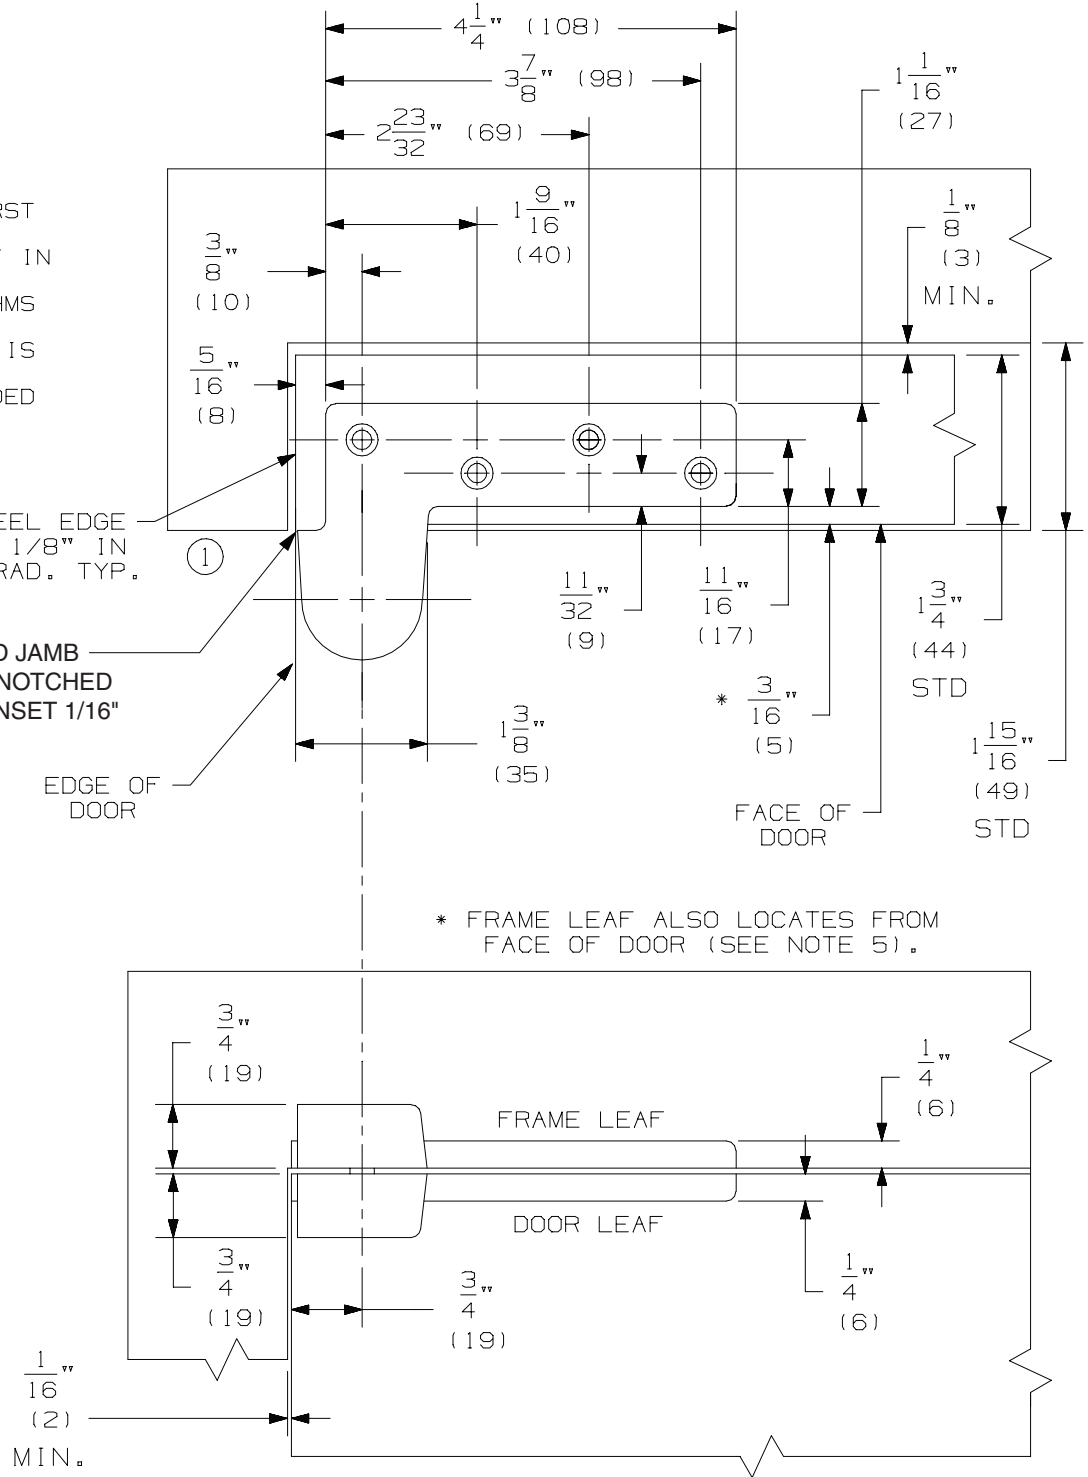 4 1/4" (108)
3 7/8" (98)
2 23/32" (69)
1 1/16"
(27)
1 9/16"
(40)
3/8"
(10)
1/8"
(3)
MIN.
IN
IS
5/16"
(8)
EDGE
1/8" IN
RAD. TYP.
1
JAMB
NOTCHED
1/16"
EDGE OF
DOOR
1 3/8"
(35)
11/32"
(9)
11/16"
(17)
* 3/16"
(5)
1 3/4"
(44)
STD
1 15/16"
(49)
STD
FACE OF
DOOR
* FRAME LEAF ALSO LOCATES FROM
FACE OF DOOR (SEE NOTE 5).
3/4"
(19)
1/4"
(6)
FRAME LEAF
DOOR LEAF
3/4"
(19)
3/4"
(19)
1/4"
(6)
1/16"
(2)
MIN.